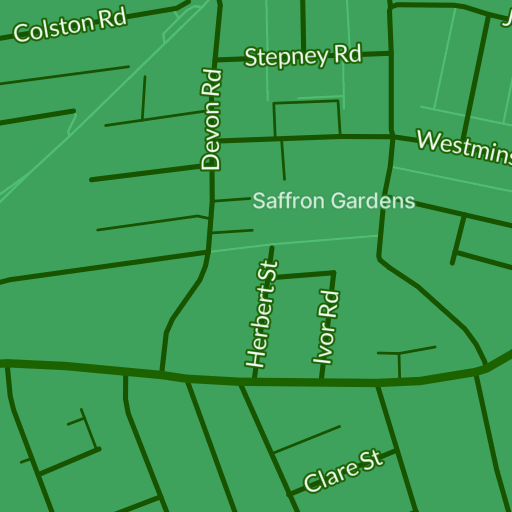 Colston Rd
J
Stepney Rd
Devon Rd
Westmins
Saffron Gardens
Herbert St
Ivor Rd
Clare St